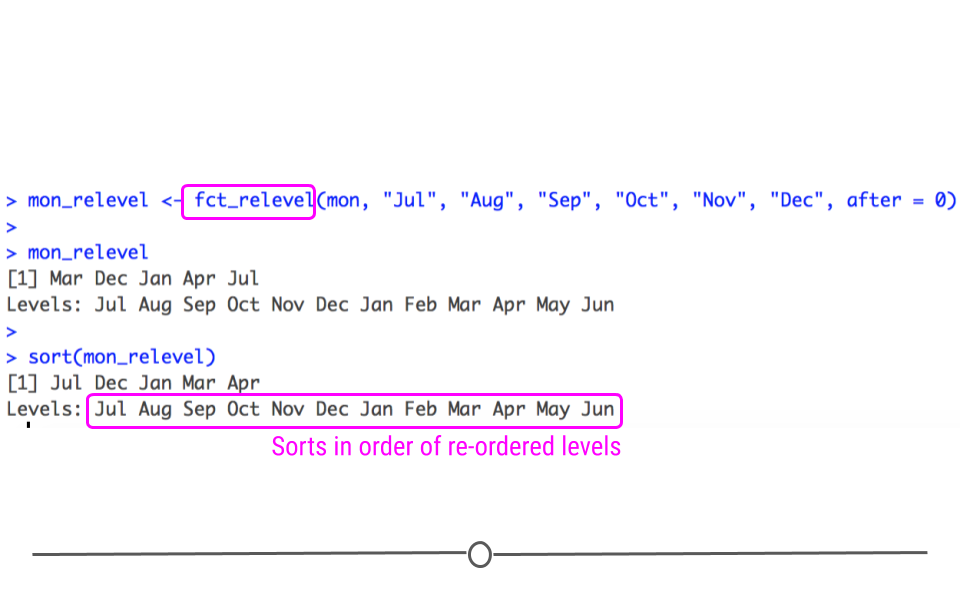 > mon_relevel <- fct_relevel(mon, "Jul", "Aug", "Sep", "Oct", "Nov", "Dec", after = 0)
>
> mon_relevel
[1] Mar Dec Jan Apr Jul
Levels: Jul Aug Sep Oct Nov Dec Jan Feb Mar Apr May Jun
>
> sort(mon_relevel)
[1] Jul Dec Jan Mar Apr
Levels: Jul Aug Sep Oct Nov Dec Jan Feb Mar Apr May Jun
Sorts in order of re-ordered levels